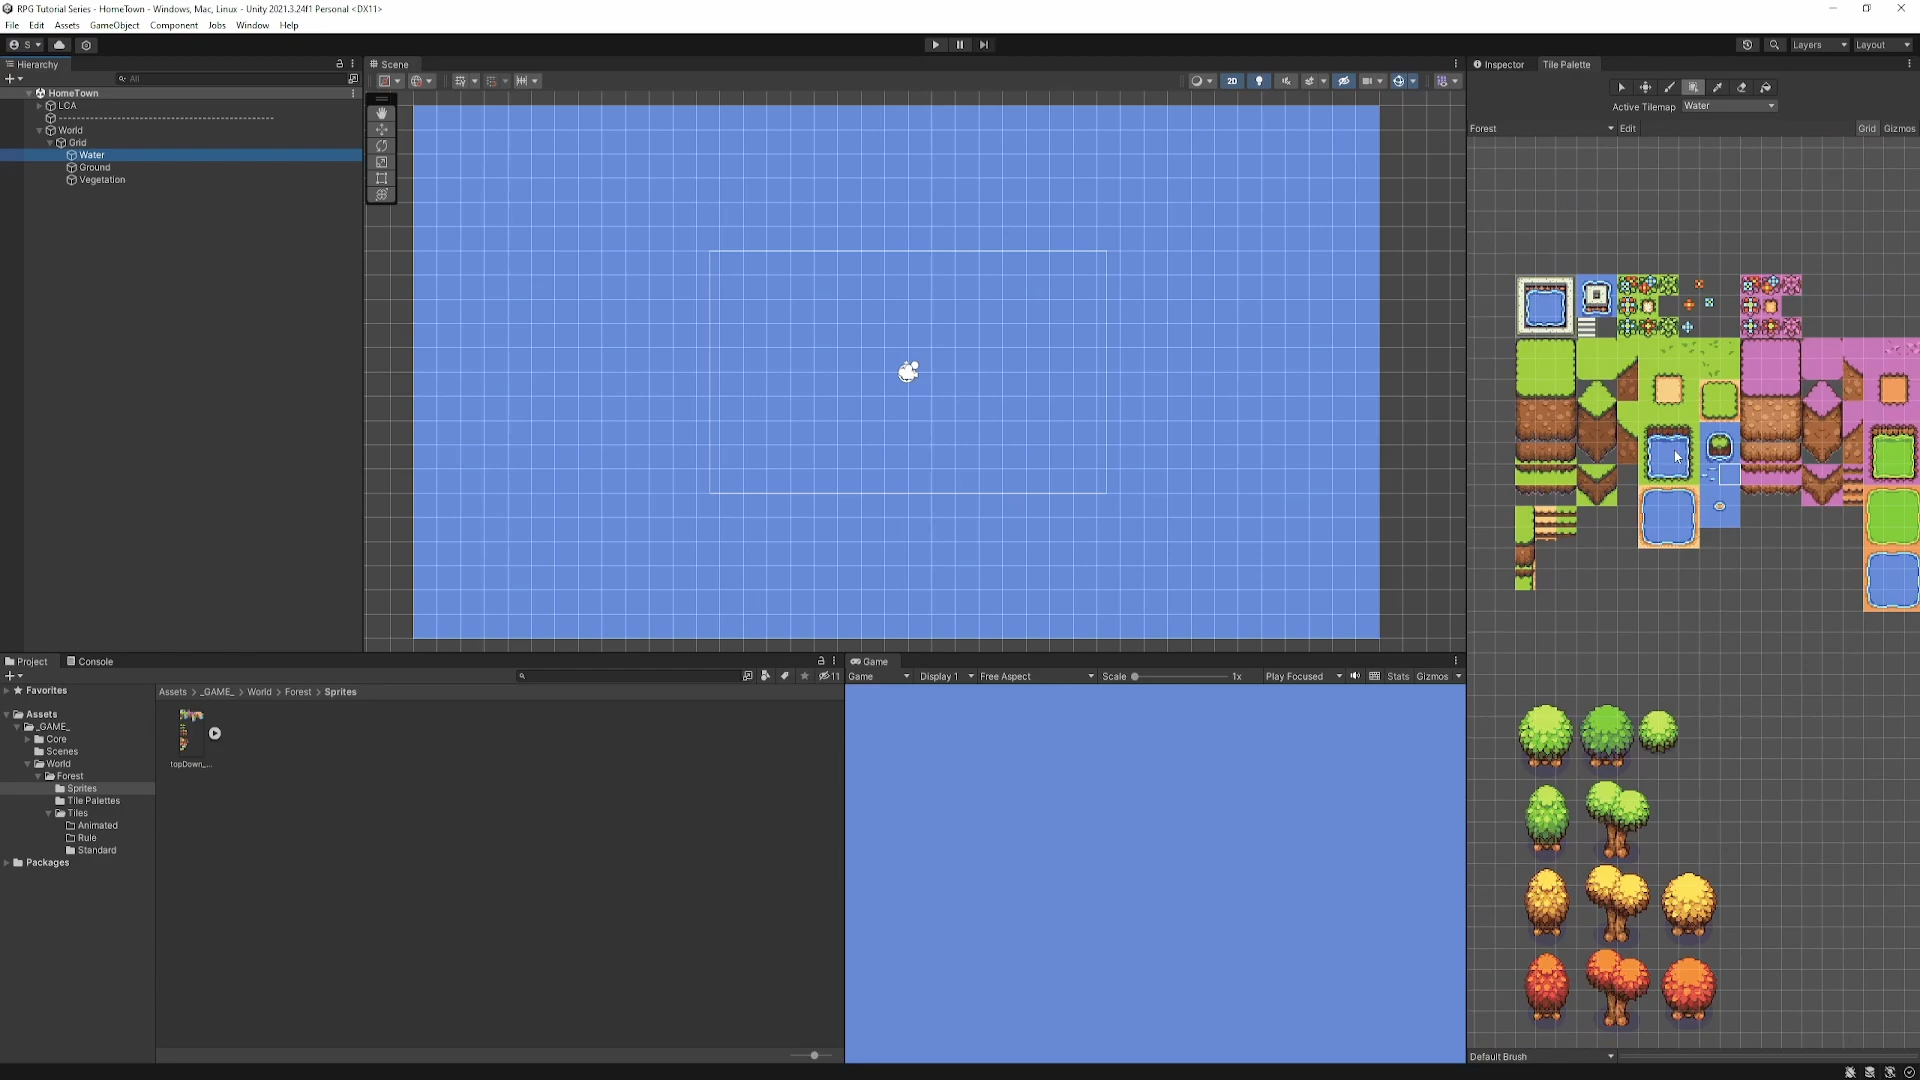 RPG Tutorial Series - HomeTown - Windows, Mac, Linux - Unity 2021.3.24f1 Personal <DX11>
File Edit Assets GameObject Component Jobs Window Help
S Layers Layout
Hierarchy
All
HomeTown
LCA
--------------------------------------------
World
Grid
Water
Ground
Vegetation
Scene
2D
Inspector Tile Palette
Active Tilemap Water
Forest Edit Grid Gizmos
Default Brush
Project Console
11
Favorites
Assets
_GAME_
Core
Scenes
World
Forest
Sprites
Tile Palettes
Tiles
Animated
Rule
Standard
Packages
Assets > _GAME_ > World > Forest > Sprites
topDown_...
Game
Game Display 1 Free Aspect Scale 1x Play Focused Stats Gizmos